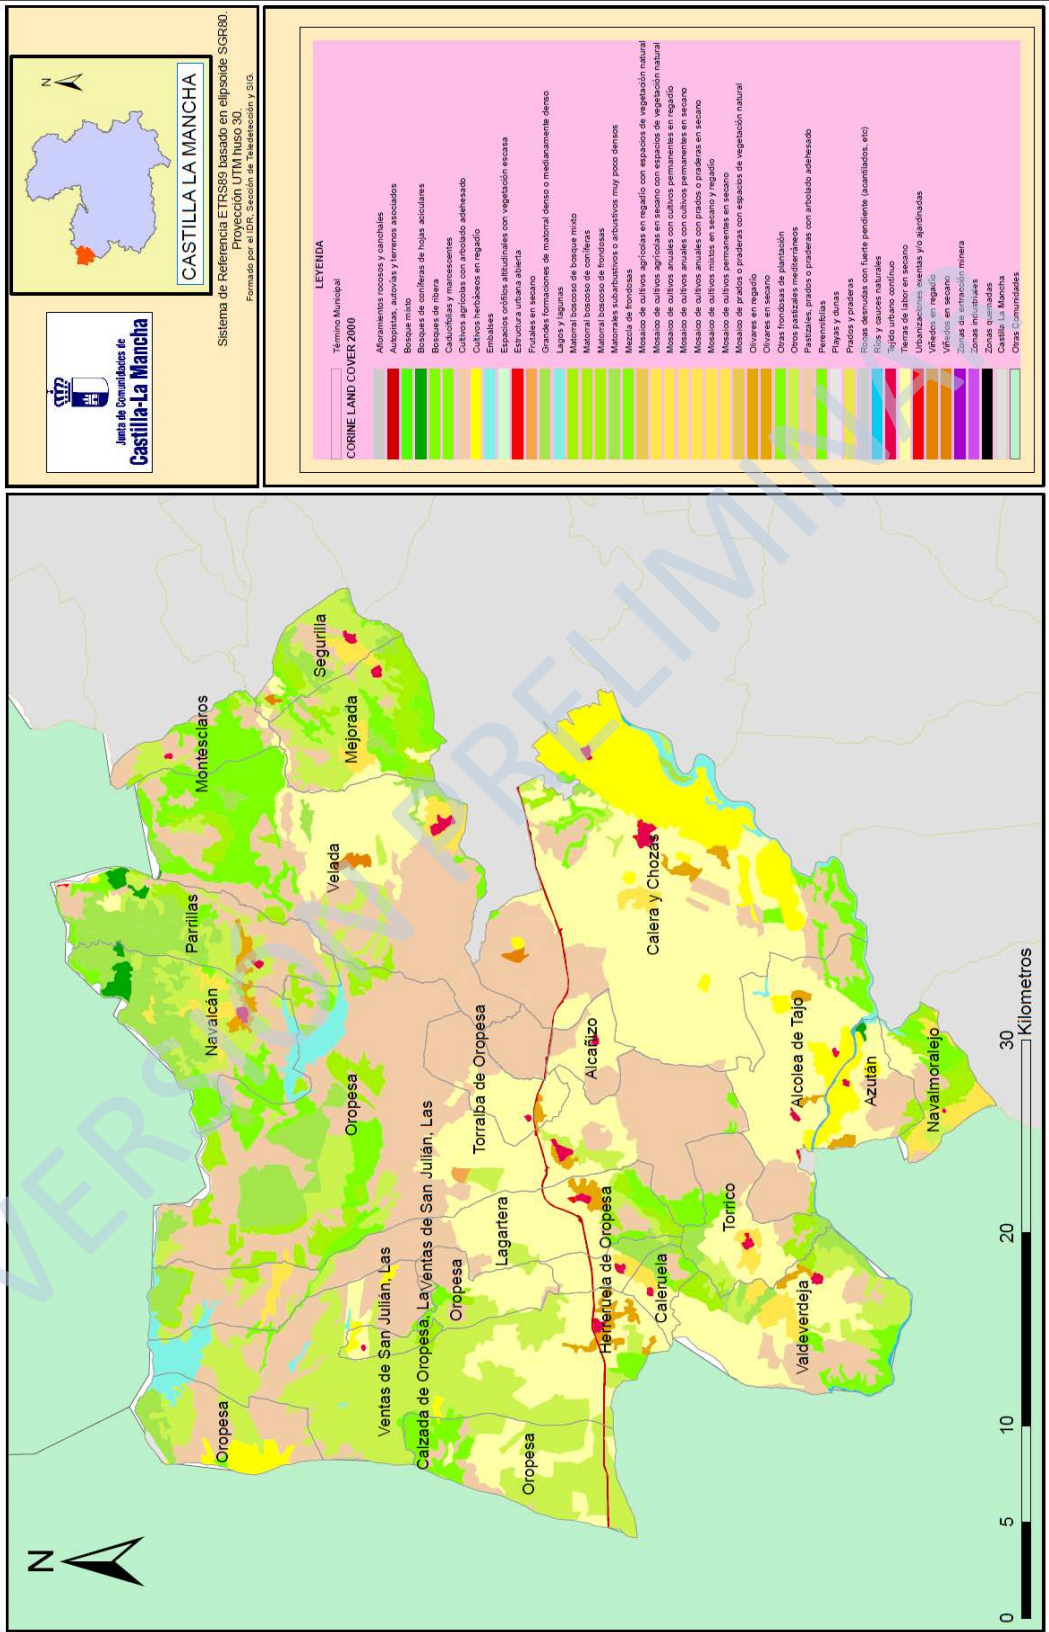 N
Oropesa
Oropesa
Ventas de San Julián, Las
Calzada de Oropesa, La
Ventas de San Julián, Las
Oropesa
Lagartera
Herreruela de Oropesa
Caleruela
Valdeverdeja
Torrico
Oropesa
Torralba de Oropesa
Alcañizo
Navalcán
Parrillas
Velada
Montesclaros
Mejorada
Segurilla
Calera y Chozas
Alcolea de Tajo
Azután
Navalmoralejo
0 5 10 20 30
Kilometros
VERSION PRELIMINAR
Junta de Comunidades de
Castilla-La Mancha
N
CASTILLA LA MANCHA
Sistema de Referencia ETRS89 basado en elipsoide SGR80.
Proyección UTM huso 30.
Formado por el IDR, Sección de Teledetección y SIG.
LEYENDA
Término Municipal
CORINE LAND COVER 2000
Afloramientos rocosos y canchales
Autopistas, autovías y terrenos asociados
Bosque mixto
Bosques de coníferas de hojas aciculares
Bosques de ribera
Caducifolias y marcescentes
Cultivos agrícolas con arbolado adehesado
Cultivos herbáceos en regadío
Embalses
Espacios orófilos altitudinales con vegetación escasa
Estructura urbana abierta
Frutales en secano
Grandes formaciones de matorral denso o medianamente denso
Lagos y lagunas
Matorral boscoso de bosque mixto
Matorral boscoso de coníferas
Matorral boscoso de frondosas
Matorrales subarbustivos o arbustivos muy poco densos
Mezcla de frondosas
Mosaico de cultivos agrícolas en regadío con espacios de vegetación natural
Mosaico de cultivos agrícolas en secano con espacios de vegetación natural
Mosaico de cultivos anuales con cultivos permanentes en regadío
Mosaico de cultivos anuales con cultivos permanentes en secano
Mosaico de cultivos anuales con prados o praderas en secano
Mosaico de cultivos mixtos en secano y regadío
Mosaico de cultivos permanentes en secano
Mosaico de prados o praderas con espacios de vegetación natural
Olivares en regadío
Olivares en secano
Otras frondosas de plantación
Otros pastizales mediterráneos
Pastizales, prados o praderas con arbolado adehesado
Perennifolias
Playas y dunas
Prados y praderas
Rocas desnudas con fuerte pendiente (acantilados, etc)
Ríos y cauces naturales
Tejido urbano continuo
Tierras de labor en secano
Urbanizaciones exentas y/o ajardinadas
Viñedos en regadío
Viñedos en secano
Zonas de extracción minera
Zonas industriales
Zonas quemadas
Castilla La Mancha
Otras Comunidades